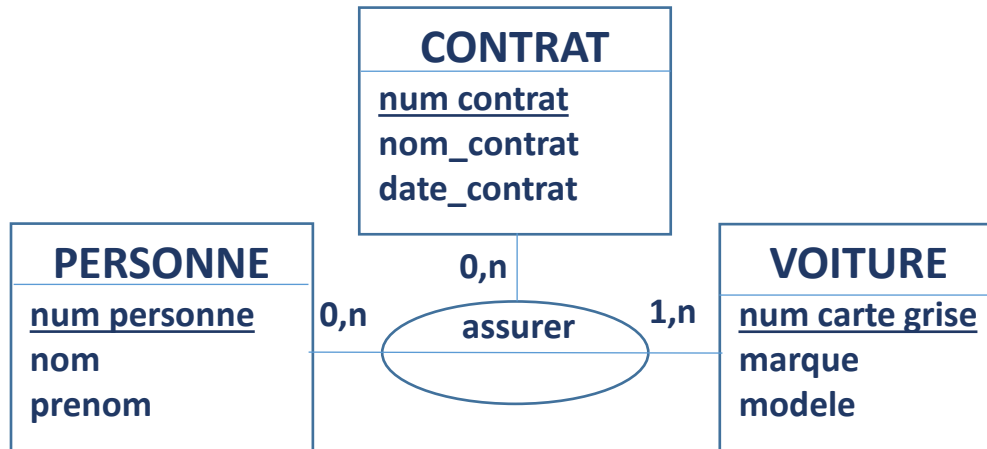 CONTRAT
num contrat
nom_contrat
date_contrat
PERSONNE
num personne
nom
prenom
0,n
0,n
assurer
1,n
VOITURE
num carte grise
marque
modele